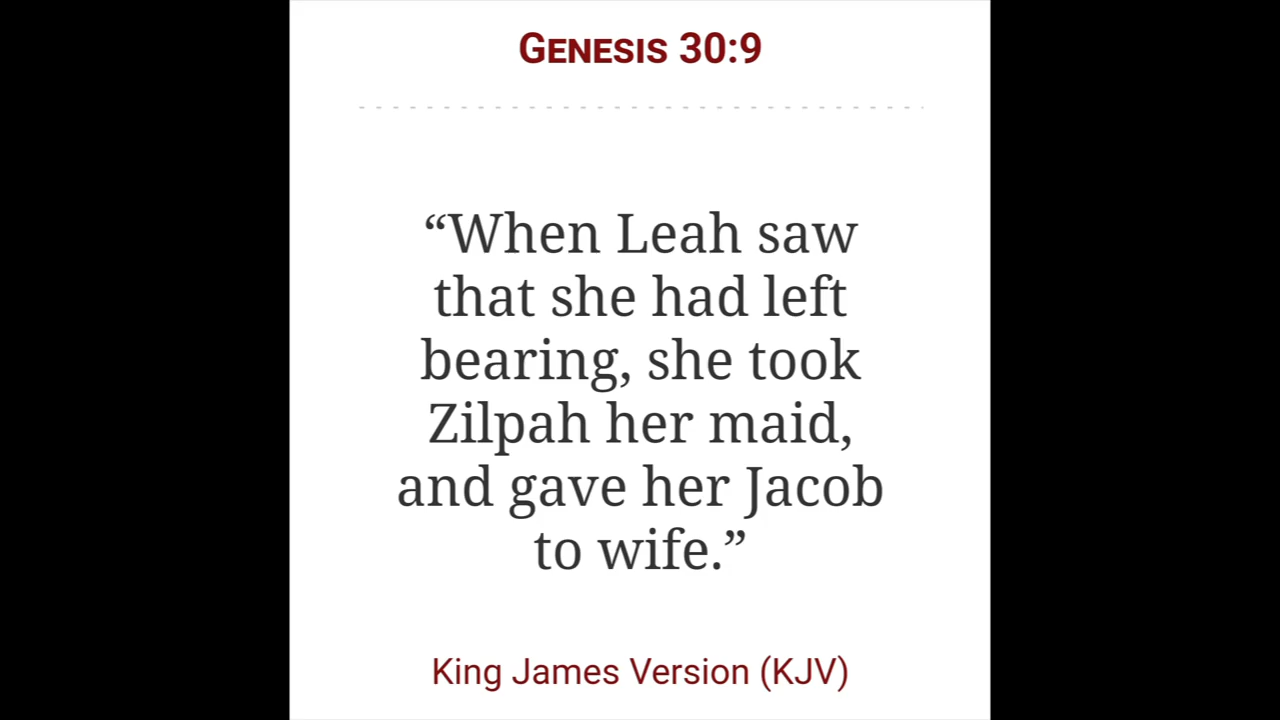 Genesis 30:9
“When Leah saw
that she had left
bearing, she took
Zilpah her maid,
and gave her Jacob
to wife.”
King James Version (KJV)